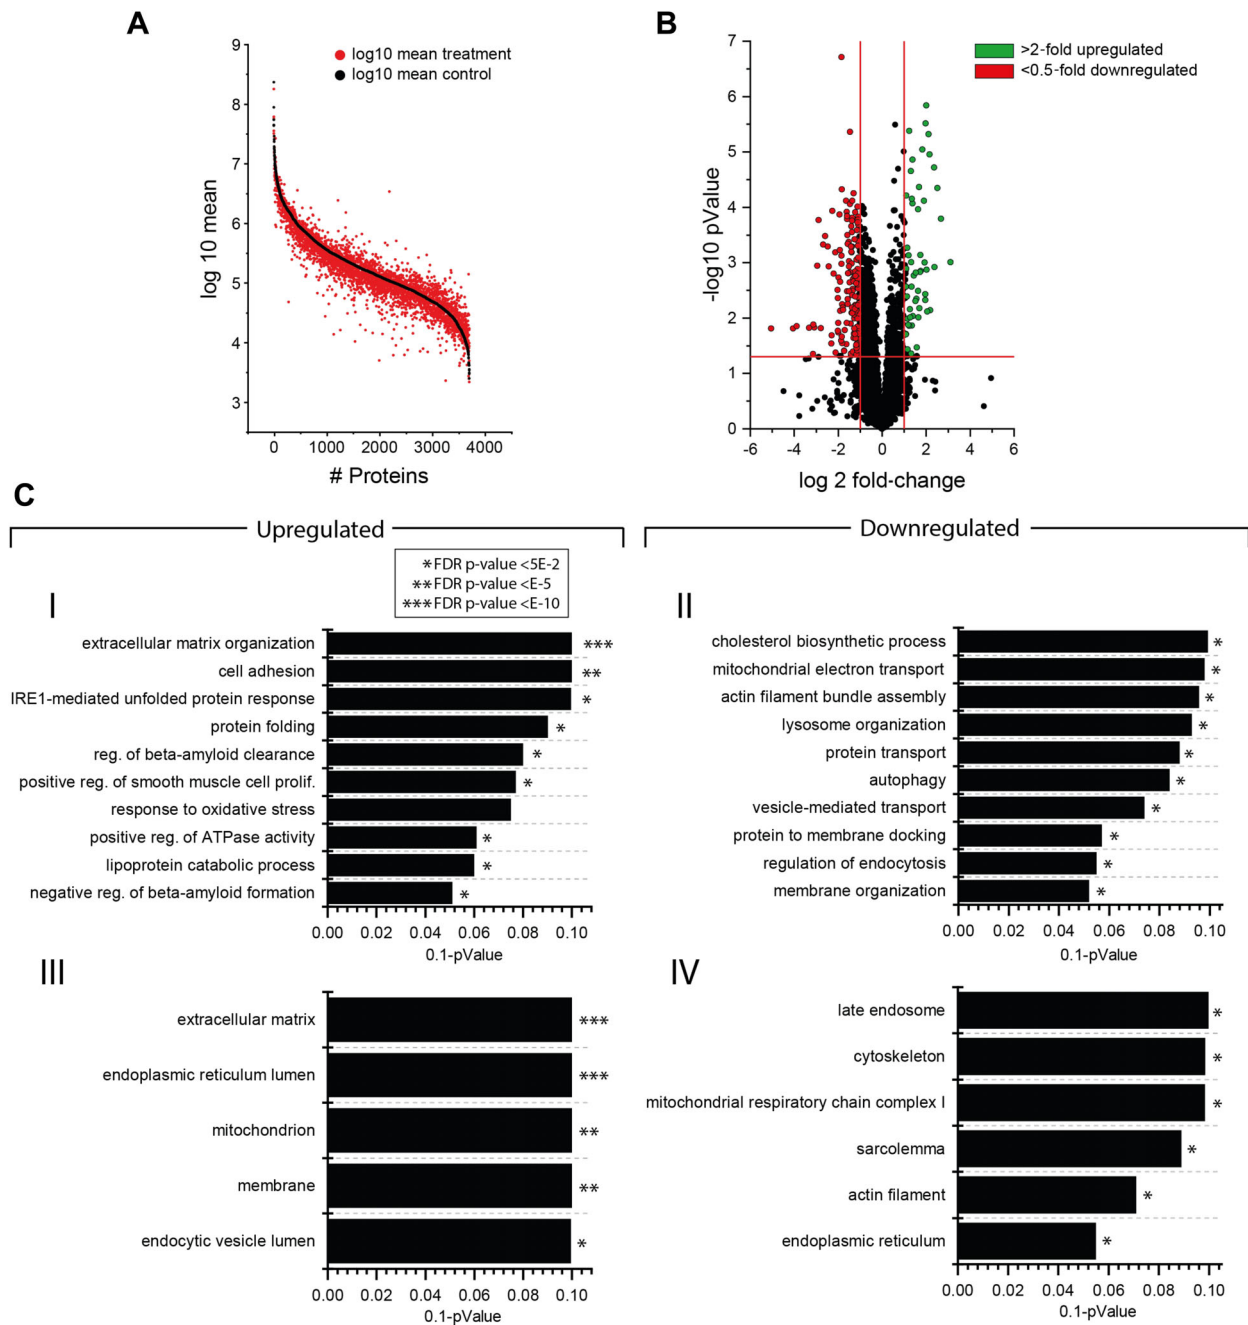 A
log10 mean treatment
log10 mean control
9
8
7
6
5
4
3
log 10 mean
0 1000 2000 3000 4000
# Proteins
B
>2-fold upregulated
<0.5-fold downregulated
7
6
5
4
3
2
1
0
-log10 pValue
-6 -4 -2 0 2 4 6
log 2 fold-change
C
Upregulated
Downregulated
*FDR p-value <5E-2
**FDR p-value <E-5
***FDR p-value <E-10
I
extracellular matrix organization ***
cell adhesion **
IRE1-mediated unfolded protein response *
protein folding *
reg. of beta-amyloid clearance *
positive reg. of smooth muscle cell prolif. *
response to oxidative stress
positive reg. of ATPase activity *
lipoprotein catabolic process *
negative reg. of beta-amyloid formation *
0.00 0.02 0.04 0.06 0.08 0.10
0.1-pValue
II
cholesterol biosynthetic process *
mitochondrial electron transport *
actin filament bundle assembly *
lysosome organization *
protein transport *
autophagy *
vesicle-mediated transport *
protein to membrane docking *
regulation of endocytosis *
membrane organization *
0.00 0.02 0.04 0.06 0.08 0.10
0.1-pValue
III
extracellular matrix ***
endoplasmic reticulum lumen ***
mitochondrion **
membrane **
endocytic vesicle lumen *
0.00 0.02 0.04 0.06 0.08 0.10
0.1-pValue
IV
late endosome *
cytoskeleton *
mitochondrial respiratory chain complex I *
sarcolemma *
actin filament *
endoplasmic reticulum *
0.00 0.02 0.04 0.06 0.08 0.10
0.1-pValue